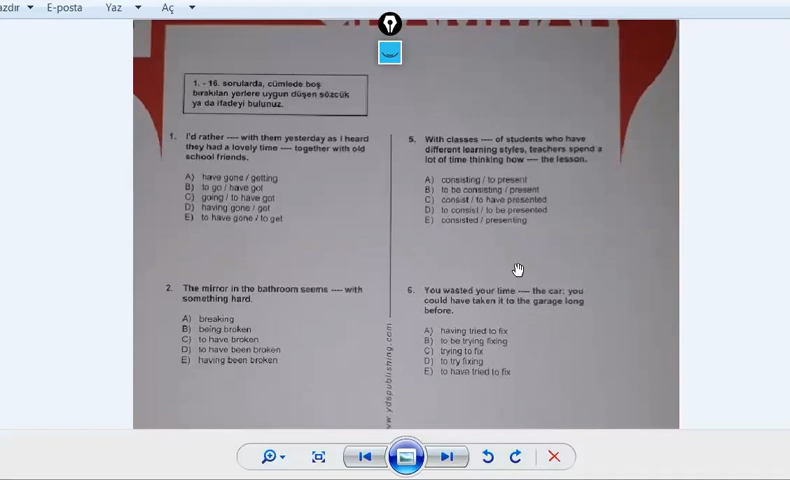 azdır
E-posta
Yaz
Aç
1. - 16. sorularda, cümlede boş
bırakılan yerlere uygun düşen sözcük
ya da ifadeyi bulunuz.
1. I'd rather ---- with them yesterday as I heard
they had a lovely time ---- together with old
school friends.
A) have gone / getting
B) to go / have got
C) going / to have got
D) having gone / got
E) to have gone / to get
2. The mirror in the bathroom seems ---- with
something hard.
A) breaking
B) being broken
C) to have broken
D) to have been broken
E) having been broken
ww.ydspublishing.com
5. With classes ---- of students who have
different learning styles, teachers spend a
lot of time thinking how ---- the lesson.
A) consisting / to present
B) to be consisting / present
C) consist / to have presented
D) to consist / to be presented
E) consisted / presenting
6. You wasted your time ---- the car; you
could have taken it to the garage long
before.
A) having tried to fix
B) to be trying fixing
C) trying to fix
D) to try fixing
E) to have tried to fix